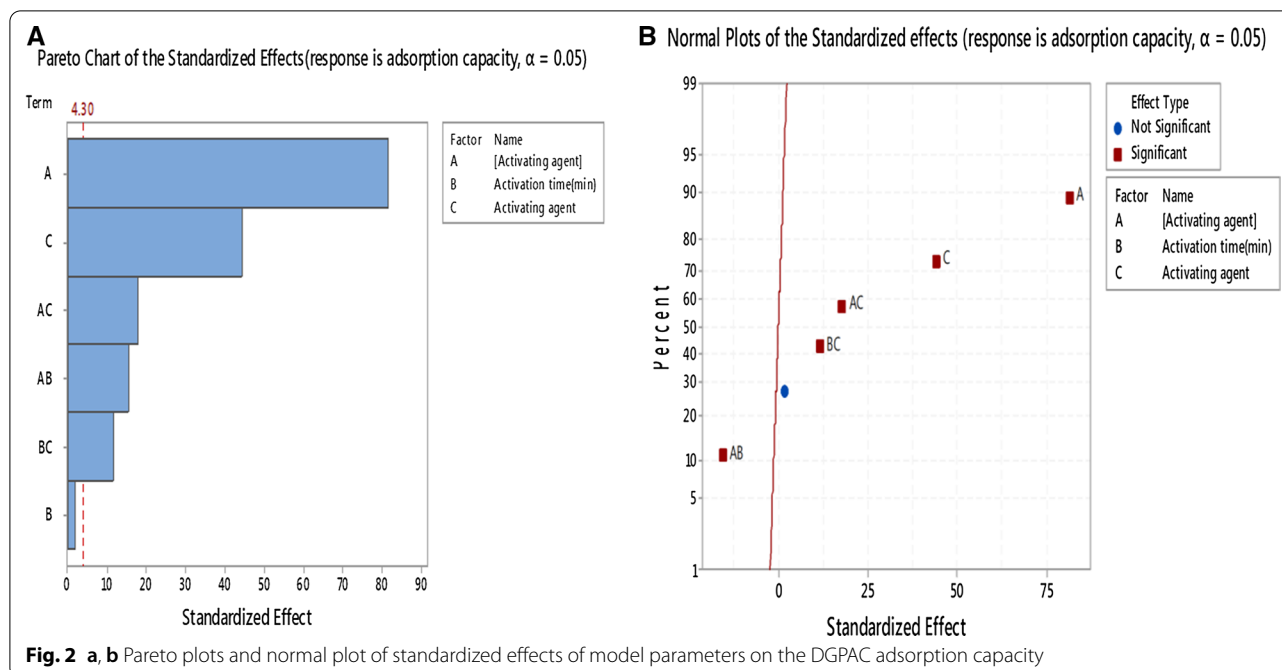 A
Pareto Chart of the Standardized Effects(response is adsorption capacity, α = 0.05)
Term
4.30
A
C
AC
AB
BC
B
0 10 20 30 40 50 60 70 80 90
Standardized Effect
Factor Name
A [Activating agent]
B Activation time(min)
C Activating agent
B Normal Plots of the Standardized effects (response is adsorption capacity, α = 0.05)
Percent
99
95
90
80
70
60
50
40
30
20
10
5
1
A
C
AC
BC
AB
0 25 50 75
Standardized Effect
Effect Type
Not Significant
Significant
Factor Name
A [Activating agent]
B Activation time(min)
C Activating agent
Fig. 2 a, b Pareto plots and normal plot of standardized effects of model parameters on the DGPAC adsorption capacity